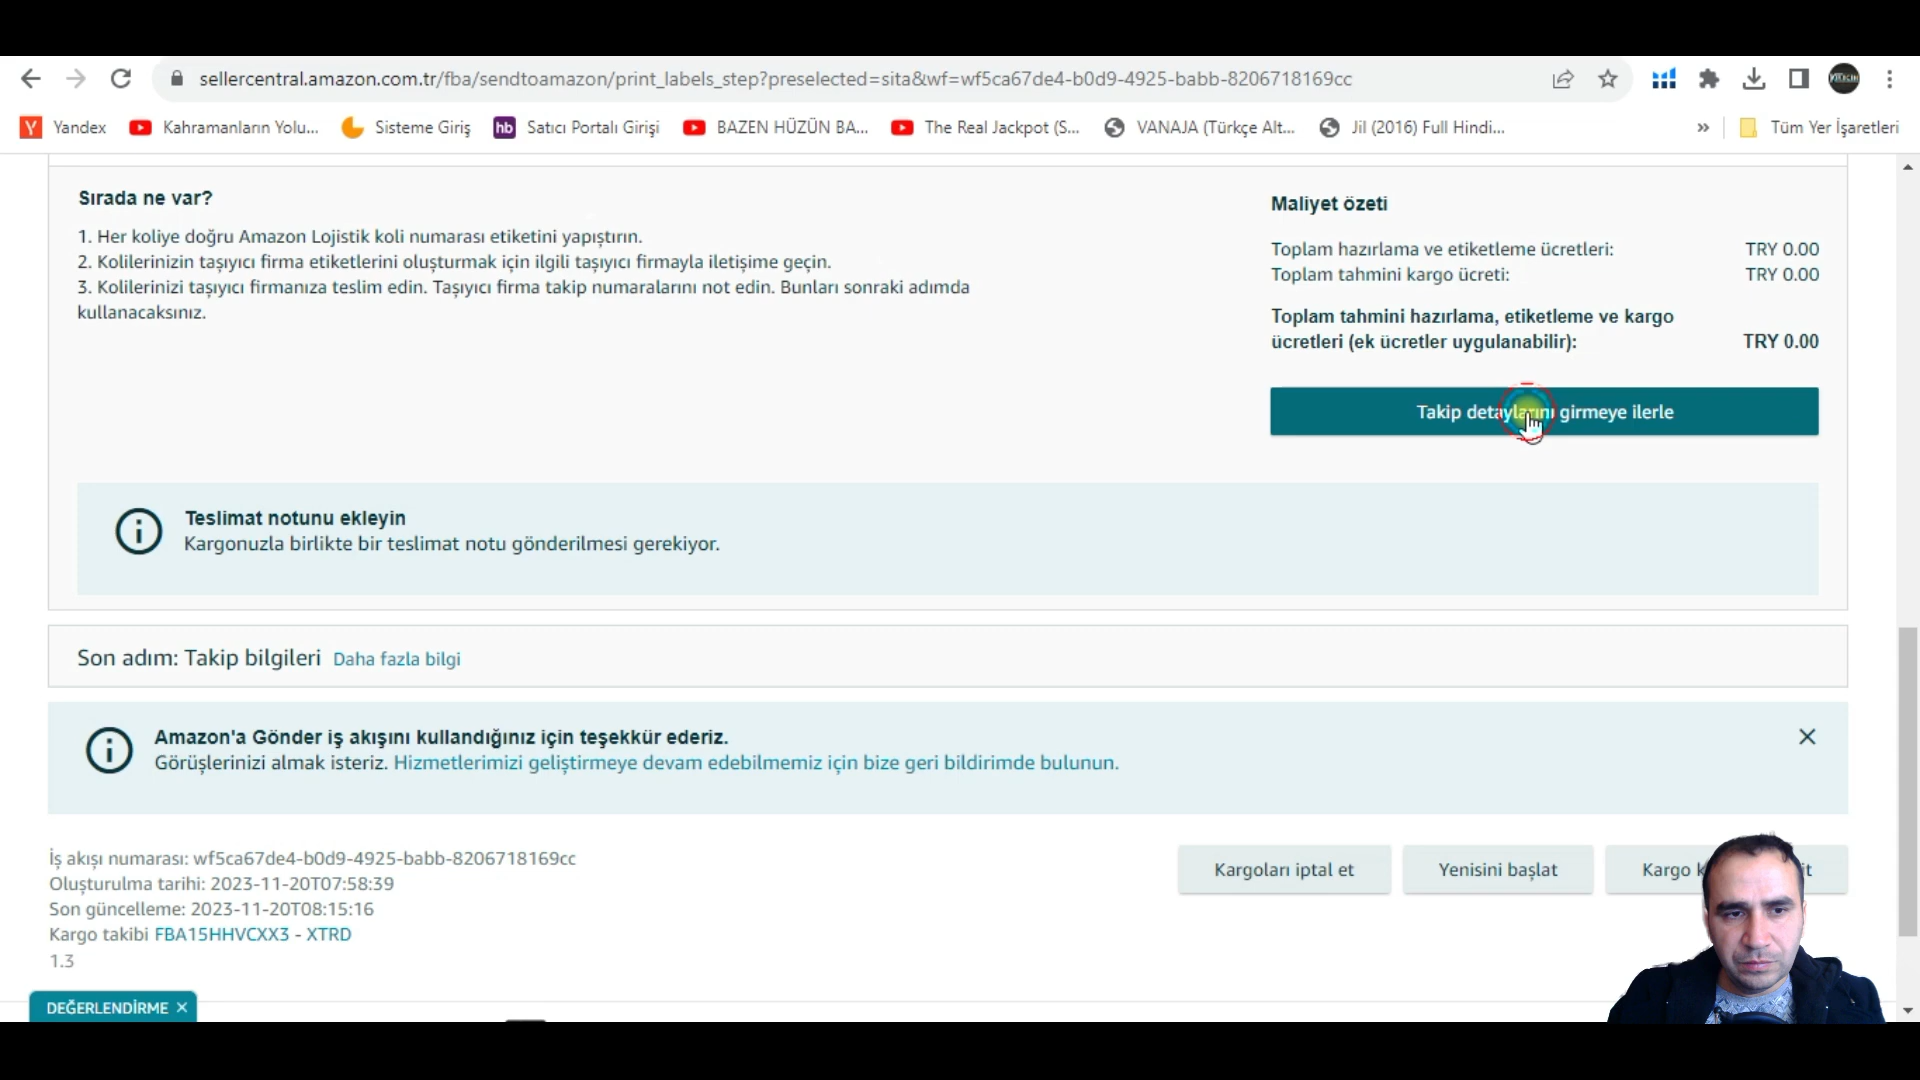 sellercentral.amazon.com.tr/fba/sendtoamazon/print_labels_step?preselected=sita&wf=wf5ca67de4-b0d9-4925-babb-8206718169cc
Yandex
Kahramanların Yolu...
Sisteme Giriş
hb
Satıcı Portalı Girişi
BAZEN HÜZÜN BA...
The Real Jackpot (S...
VANAJA (Türkçe Alt...
Jil (2016) Full Hindi...
»
Tüm Yer İşaretleri
Sırada ne var?
1. Her koliye doğru Amazon Lojistik koli numarası etiketini yapıştırın.
2. Kolilerinizin taşıyıcı firma etiketlerini oluşturmak için ilgili taşıyıcı firmayla iletişime geçin.
3. Kolilerinizi taşıyıcı firmanıza teslim edin. Taşıyıcı firma takip numaralarını not edin. Bunları sonraki adımda
kullanacaksınız.
Maliyet özeti
Toplam hazırlama ve etiketleme ücretleri: TRY 0.00
Toplam tahmini kargo ücreti: TRY 0.00
Toplam tahmini hazırlama, etiketleme ve kargo
ücretleri (ek ücretler uygulanabilir): TRY 0.00
Takip detaylarını girmeye ilerle
Teslimat notunu ekleyin
Kargonuzla birlikte bir teslimat notu gönderilmesi gerekiyor.
Son adım: Takip bilgileri Daha fazla bilgi
Amazon'a Gönder iş akışını kullandığınız için teşekkür ederiz.
Görüşlerinizi almak isteriz. Hizmetlerimizi geliştirmeye devam edebilmemiz için bize geri bildirimde bulunun.
İş akışı numarası: wf5ca67de4-b0d9-4925-babb-8206718169cc
Oluşturulma tarihi: 2023-11-20T07:58:39
Son güncelleme: 2023-11-20T08:15:16
Kargo takibi FBA15HHVCXX3 - XTRD
1.3
Kargoları iptal et
Yenisini başlat
Kargo
DEĞERLENDİRME ×